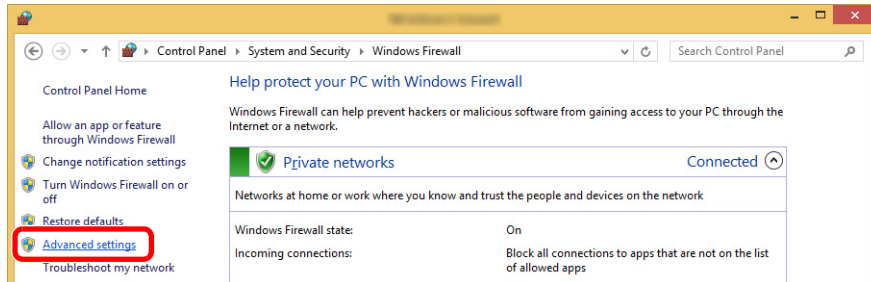 Control Panel System and Security Windows Firewall
Search Control Panel
Control Panel Home
Allow an app or feature
through Windows Firewall
Change notification settings
Turn Windows Firewall on or
off
Restore defaults
Advanced settings
Troubleshoot my network
Help protect your PC with Windows Firewall
Windows Firewall can help prevent hackers or malicious software from gaining access to your PC through the
Internet or a network.
Private networks Connected
Networks at home or work where you know and trust the people and devices on the network
Windows Firewall state: On
Incoming connections: Block all connections to apps that are not on the list
of allowed apps